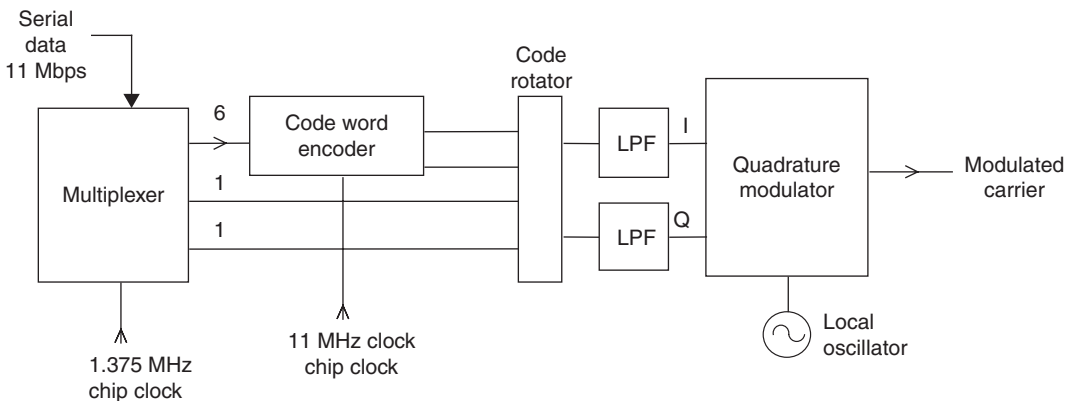 Serial
data
11 Mbps
Multiplexer
6
1
1
Code word
encoder
Code
rotator
LPF
I
LPF
Q
Quadrature
modulator
Modulated
carrier
Local
oscillator
11 MHz clock
chip clock
1.375 MHz
chip clock